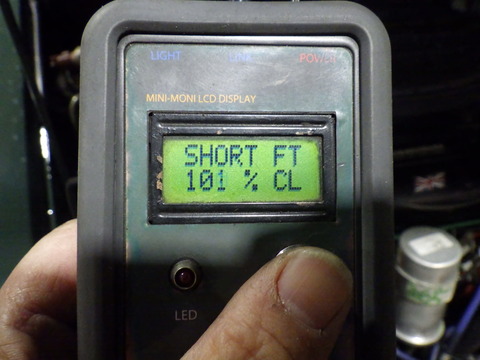 LIGHT LINK POWER
MINI-MONI LCD DISPLAY
SHORT FT
101 % CL
LED